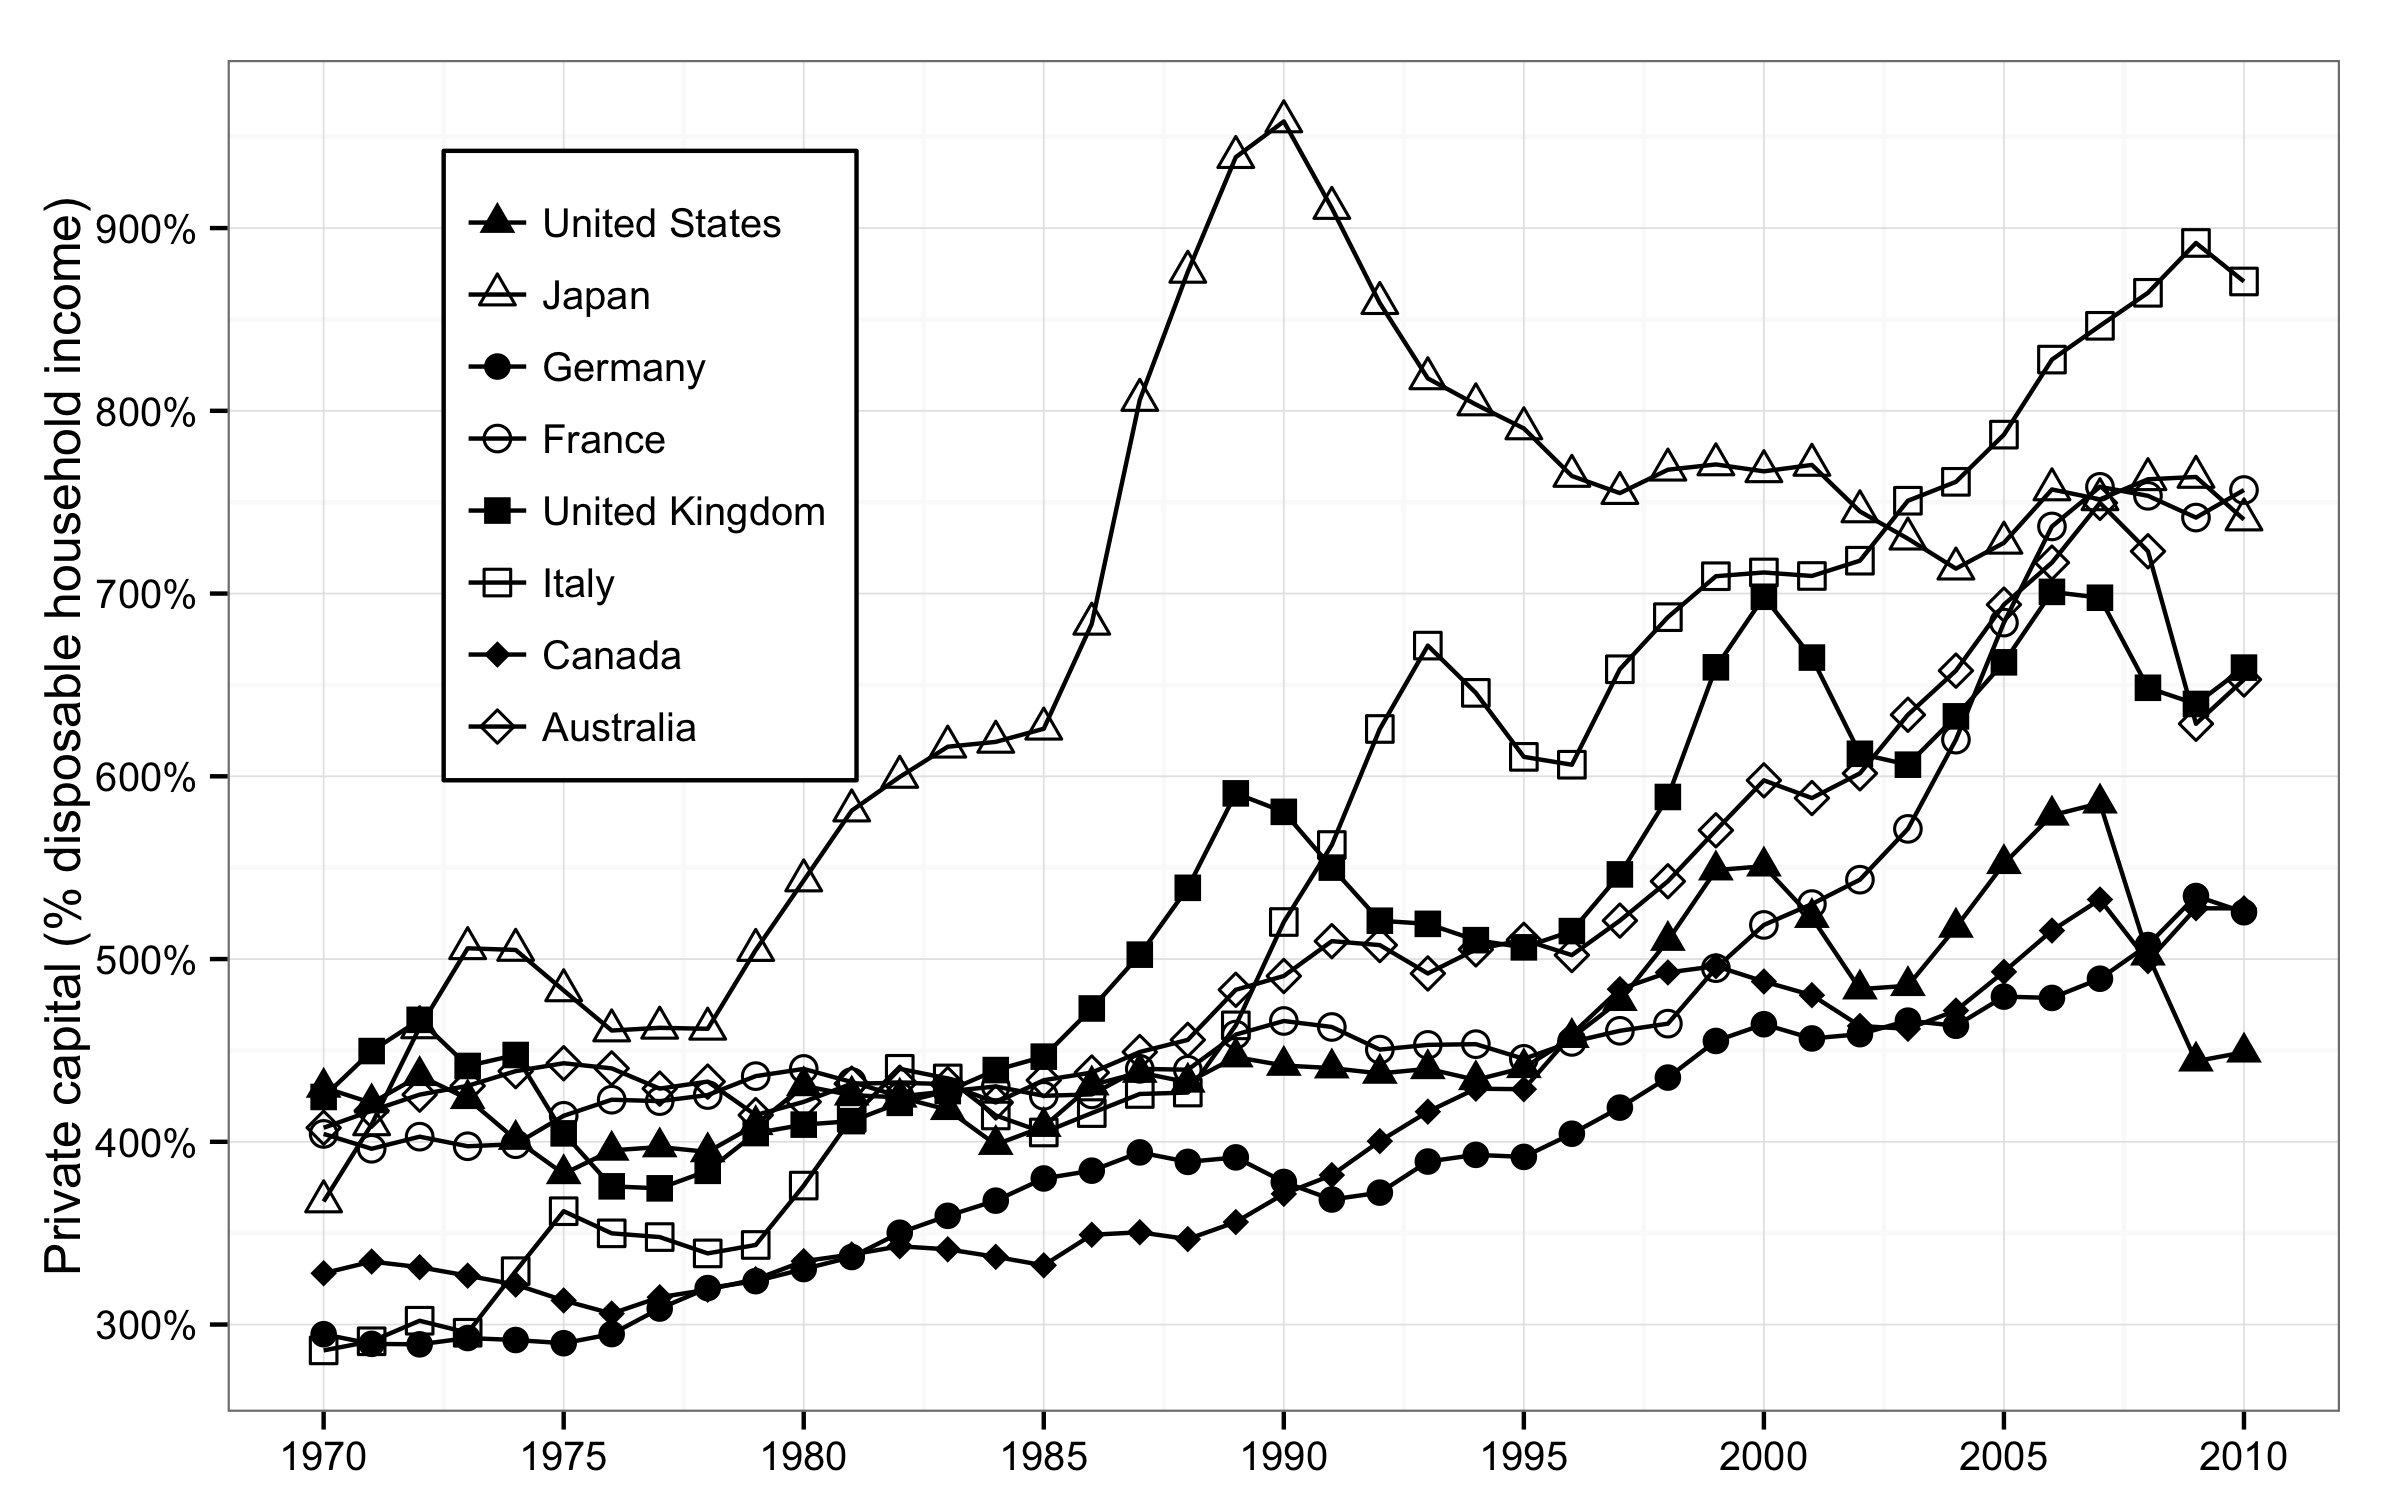 Private capital (% disposable household income)
900%
800%
700%
600%
500%
400%
300%
United States
Japan
Germany
France
United Kingdom
Italy
Canada
Australia
1970 1975 1980 1985 1990 1995 2000 2005 2010